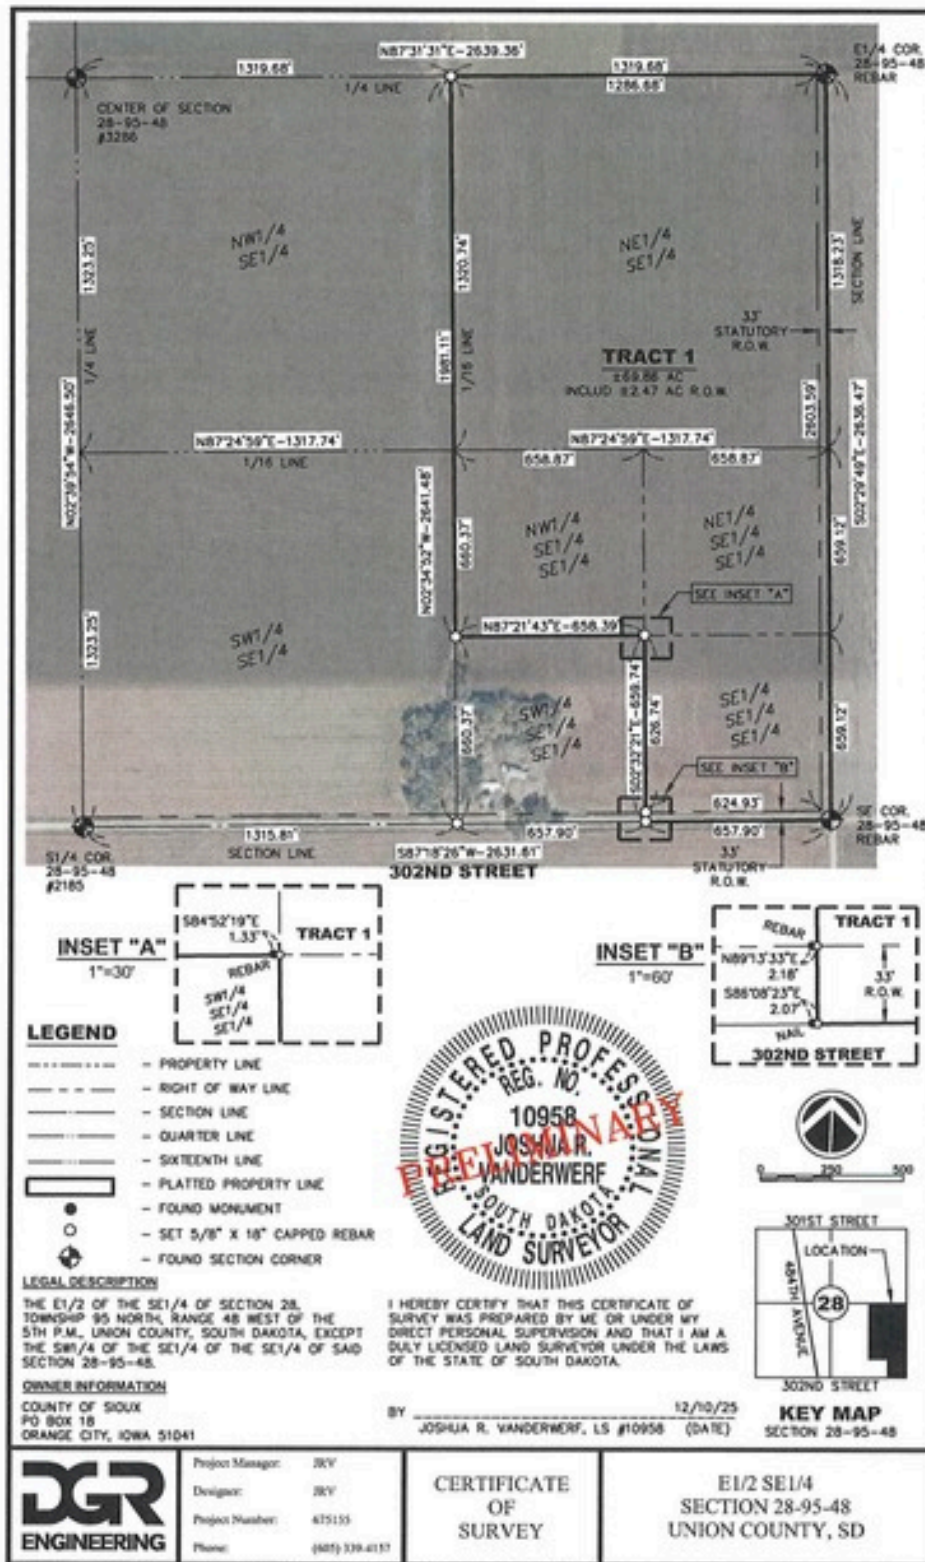 N87°31'31"E-2639.36'
1319.68'
1/4 LINE
1319.68'
1286.68'
E1/4 COR.
28-95-48
REBAR
CENTER OF SECTION
28-95-48
#3286
NW1/4
SE1/4
NE1/4
SE1/4
1323.25'
1/4 LINE
N02°39'54"W-2646.50'
1323.25'
1320.74'
1981.11'
1/16 LINE
1318.23'
SECTION LINE
33'
STATUTORY
R.O.W.
TRACT 1
±69.86 AC
INCLUD ±2.47 AC R.O.W.
2603.59'
S02°29'49"E-2636.47'
N87°24'59"E-1317.74'
1/16 LINE
N87°24'59"E-1317.74'
658.87'
658.87'
N02°34'52"W-2641.48'
660.37'
NW1/4
SE1/4
SE1/4
NE1/4
SE1/4
SE1/4
659.12'
SEE INSET "A"
N87°21'43"E-658.39'
SW1/4
SE1/4
S02°32'21"E-659.74'
626.74'
660.37'
SW1/4
SE1/4
SE1/4
SE1/4
SE1/4
SE1/4
659.12'
SEE INSET "B"
624.93'
SE COR.
28-95-48
REBAR
1315.81'
SECTION LINE
657.90'
657.90'
S87°18'26"W-2631.61'
302ND STREET
33'
STATUTORY
R.O.W.
S1/4 COR.
28-95-48
#2185
INSET "A"
1"=30'
S84°52'19"E
1.33'
TRACT 1
REBAR
SW1/4
SE1/4
SE1/4
INSET "B"
1"=60'
REBAR
TRACT 1
N89°13'33"E
2.18'
33'
R.O.W.
S86°08'23"E
2.07'
NAIL
302ND STREET
LEGEND
- PROPERTY LINE
- RIGHT OF WAY LINE
- SECTION LINE
- QUARTER LINE
- SIXTEENTH LINE
- PLATTED PROPERTY LINE
- FOUND MONUMENT
- SET 5/8" X 18" CAPPED REBAR
- FOUND SECTION CORNER
REGISTERED PROFESSIONAL
REG. NO.
10958
JOSHUA R.
VANDERWERF
SOUTH DAKOTA
LAND SURVEYOR
PRELIMINARY
0 250 500
301ST STREET
LOCATION
484TH AVENUE
28
302ND STREET
KEY MAP
SECTION 28-95-48
LEGAL DESCRIPTION
THE E1/2 OF THE SE1/4 OF SECTION 28,
TOWNSHIP 95 NORTH, RANGE 48 WEST OF THE
5TH P.M., UNION COUNTY, SOUTH DAKOTA, EXCEPT
THE SW1/4 OF THE SE1/4 OF THE SE1/4 OF SAID
SECTION 28-95-48.
OWNER INFORMATION
COUNTY OF SIOUX
PO BOX 18
ORANGE CITY, IOWA 51041
I HEREBY CERTIFY THAT THIS CERTIFICATE OF
SURVEY WAS PREPARED BY ME OR UNDER MY
DIRECT PERSONAL SUPERVISION AND THAT I AM A
DULY LICENSED LAND SURVEYOR UNDER THE LAWS
OF THE STATE OF SOUTH DAKOTA.
BY
12/10/25
JOSHUA R. VANDERWERF, LS #10958 (DATE)
DGR
ENGINEERING
Project Manager: JRV
Designer: JRV
Project Number: 675135
Phone: (605) 339-4157
CERTIFICATE
OF
SURVEY
E1/2 SE1/4
SECTION 28-95-48
UNION COUNTY, SD